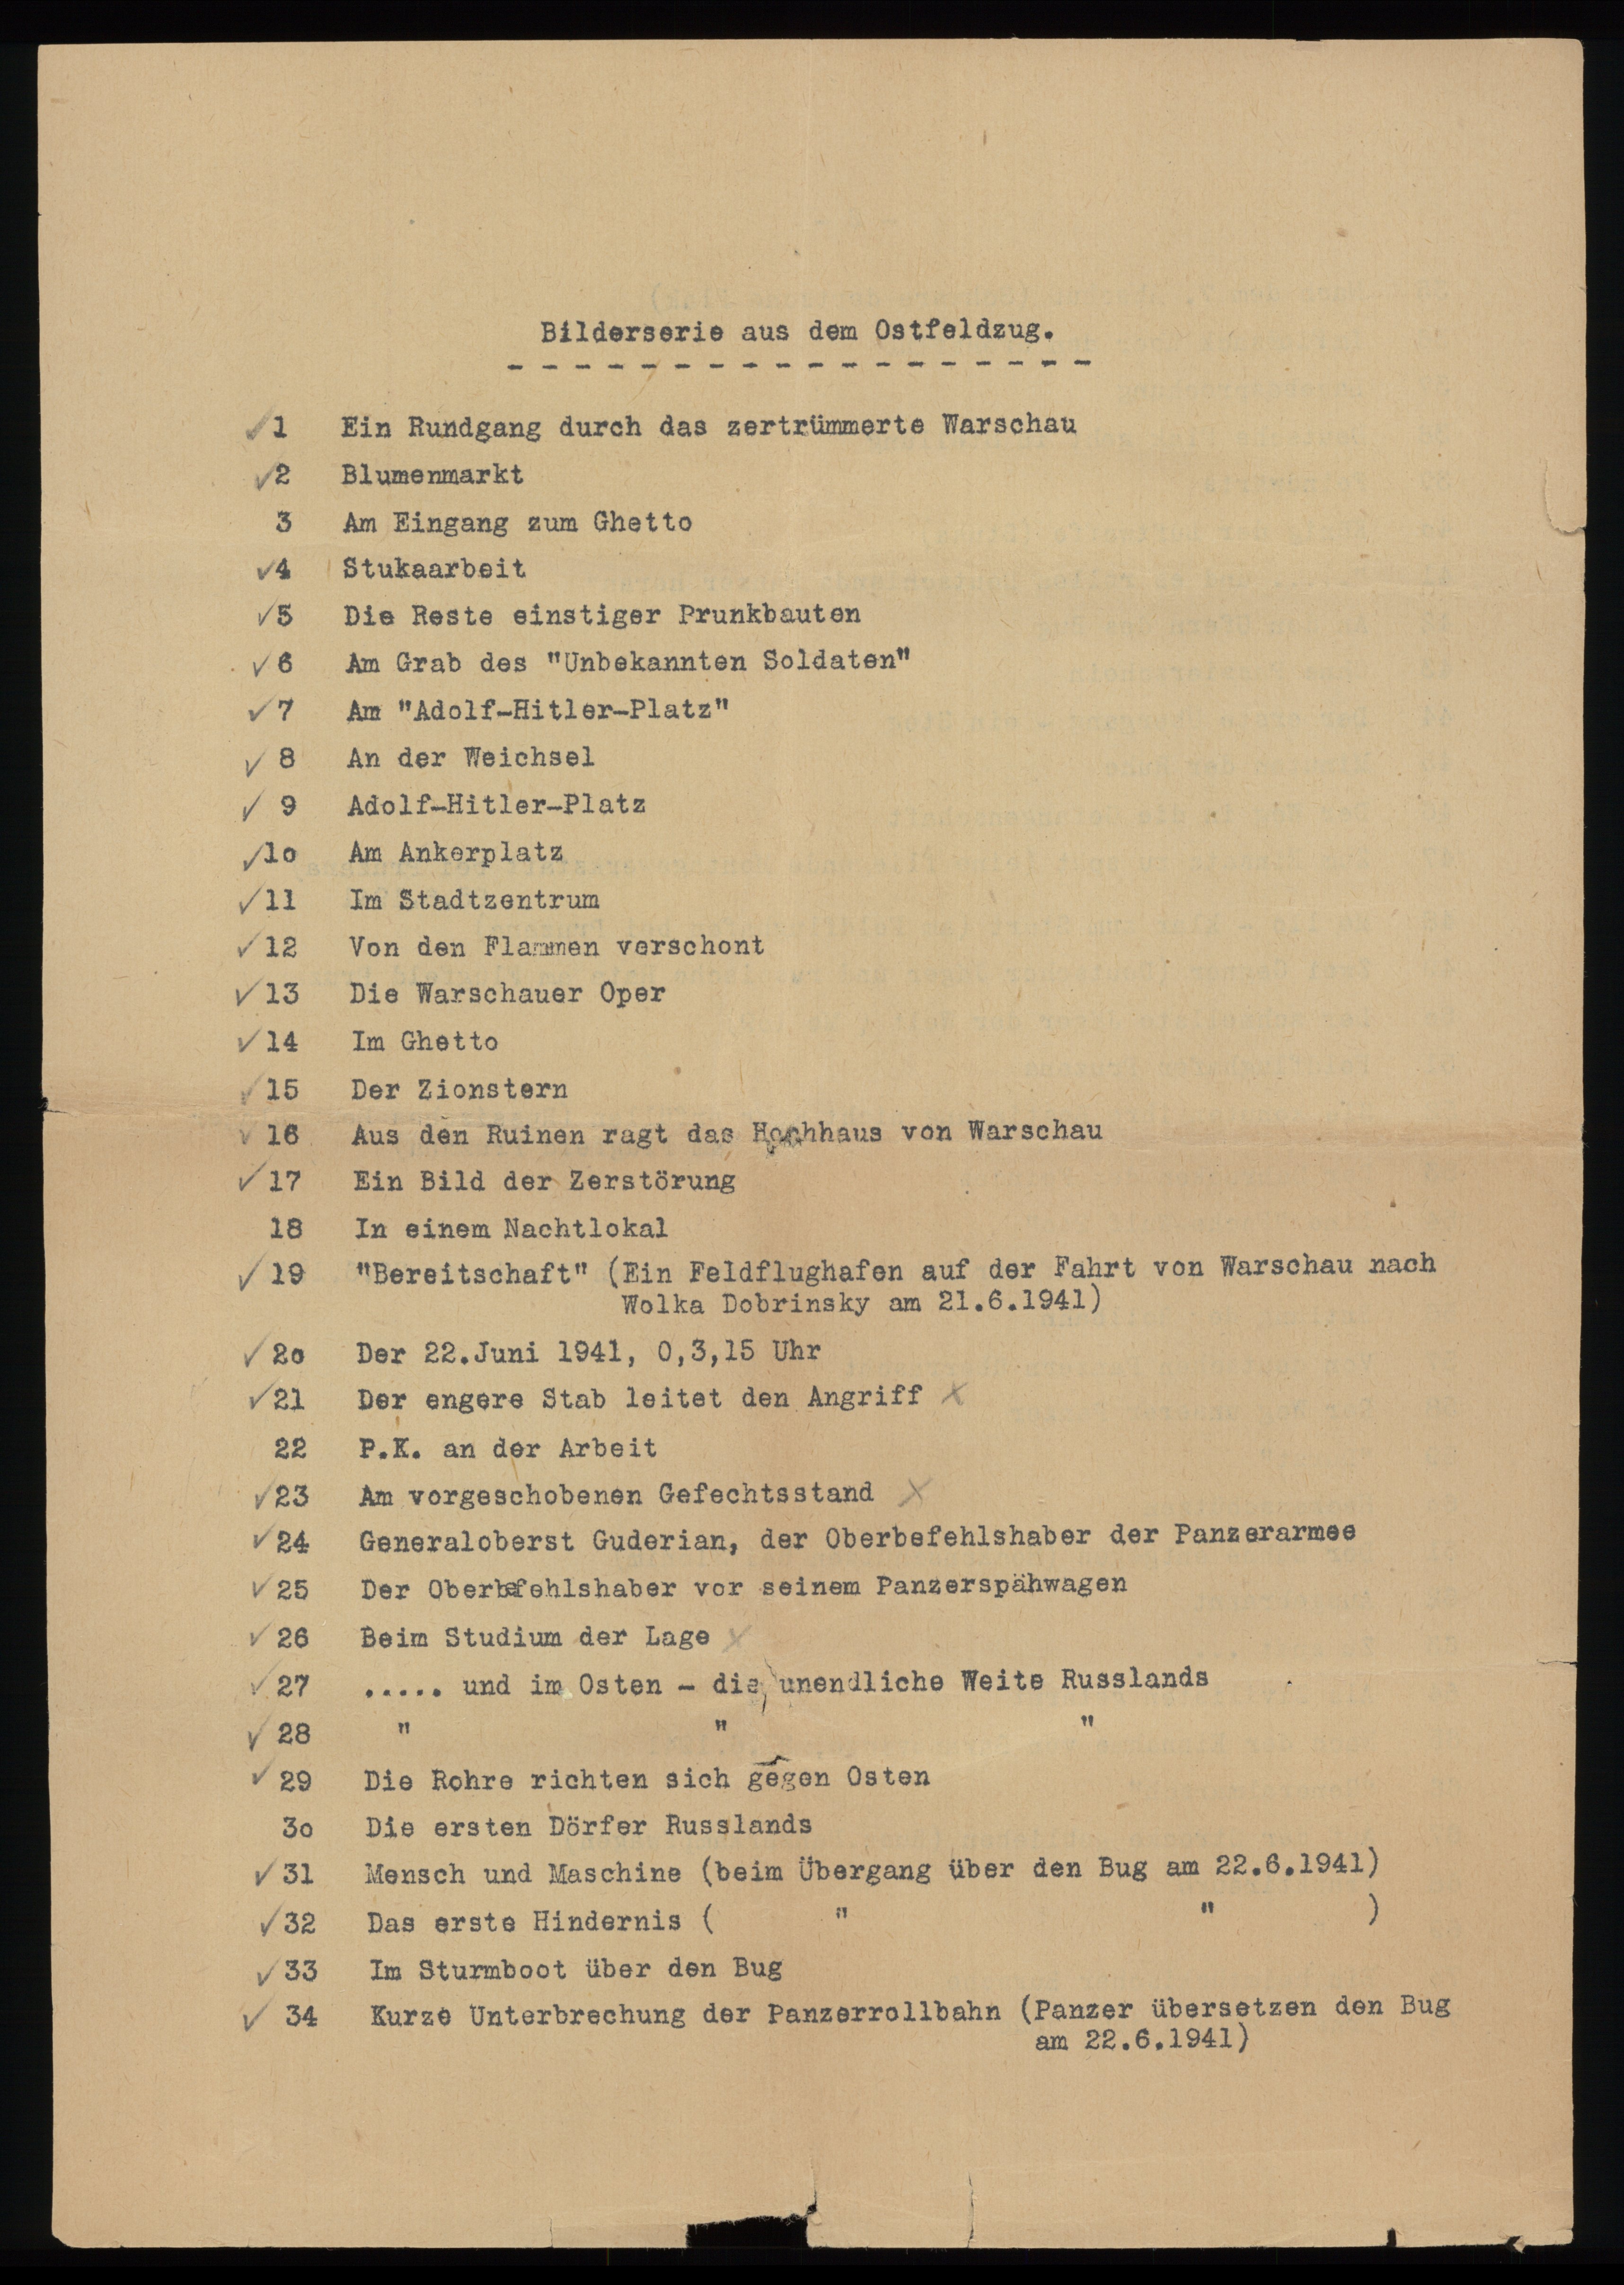 Bilderserie aus dem Ostfeldzug.
- - - - - - - - - - - - - - - - - -
✓ 1 Ein Rundgang durch das zertrümmerte Warschau
✓ 2 Blumenmarkt
3 Am Eingang zum Ghetto
✓ 4 Stukaarbeit
✓ 5 Die Reste einstiger Prunkbauten
✓ 6 Am Grab des "Unbekannten Soldaten"
✓ 7 Am "Adolf-Hitler-Platz"
✓ 8 An der Weichsel
✓ 9 Adolf-Hitler-Platz
✓ 1o Am Ankerplatz
✓ 11 Im Stadtzentrum
✓ 12 Von den Flammen verschont
✓ 13 Die Warschauer Oper
✓ 14 Im Ghetto
✓ 15 Der Zionstern
✓ 16 Aus den Ruinen ragt das Hochhaus von Warschau
✓ 17 Ein Bild der Zerstörung
18 In einem Nachtlokal
✓ 19 "Bereitschaft" (Ein Feldflughafen auf der Fahrt von Warschau nach
Wolka Dobrinsky am 21.6.1941)
✓ 2o Der 22.Juni 1941, 0,3,15 Uhr
✓ 21 Der engere Stab leitet den Angriff X
22 P.K. an der Arbeit
✓ 23 Am vorgeschobenen Gefechtsstand X
✓ 24 Generaloberst Guderian, der Oberbefehlshaber der Panzerarmee
✓ 25 Der Oberbefehlshaber vor seinem Panzerspähwagen
✓ 26 Beim Studium der Lage X
✓ 27 ..... und im Osten - die unendliche Weite Russlands
✓ 28 " " "
✓ 29 Die Rohre richten sich gegen Osten
3o Die ersten Dörfer Russlands
✓ 31 Mensch und Maschine (beim Übergang über den Bug am 22.6.1941)
✓ 32 Das erste Hindernis ( " " )
✓ 33 Im Sturmboot über den Bug
✓ 34 Kurze Unterbrechung der Panzerrollbahn (Panzer übersetzen den Bug
am 22.6.1941)